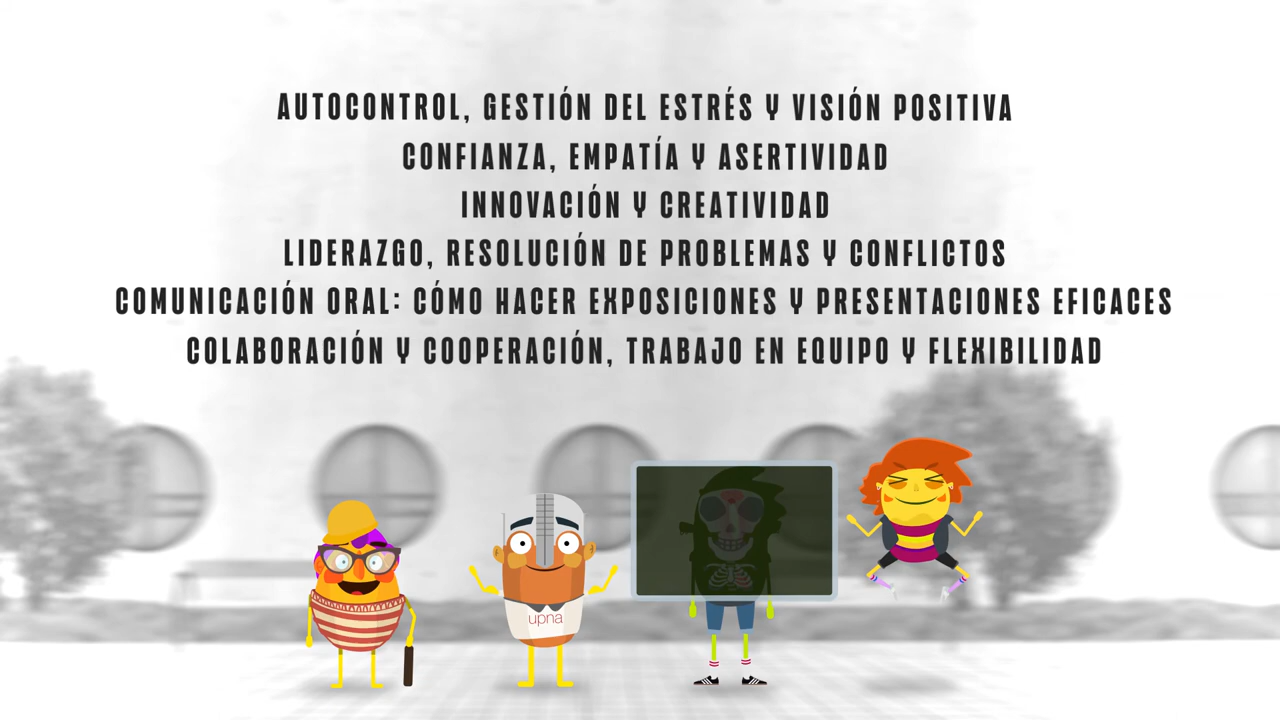 AUTOCONTROL, GESTIÓN DEL ESTRÉS Y VISIÓN POSITIVA
CONFIANZA, EMPATÍA Y ASERTIVIDAD
INNOVACIÓN Y CREATIVIDAD
LIDERAZGO, RESOLUCIÓN DE PROBLEMAS Y CONFLICTOS
COMUNICACIÓN ORAL: CÓMO HACER EXPOSICIONES Y PRESENTACIONES EFICACES
COLABORACIÓN Y COOPERACIÓN, TRABAJO EN EQUIPO Y FLEXIBILIDAD
upna